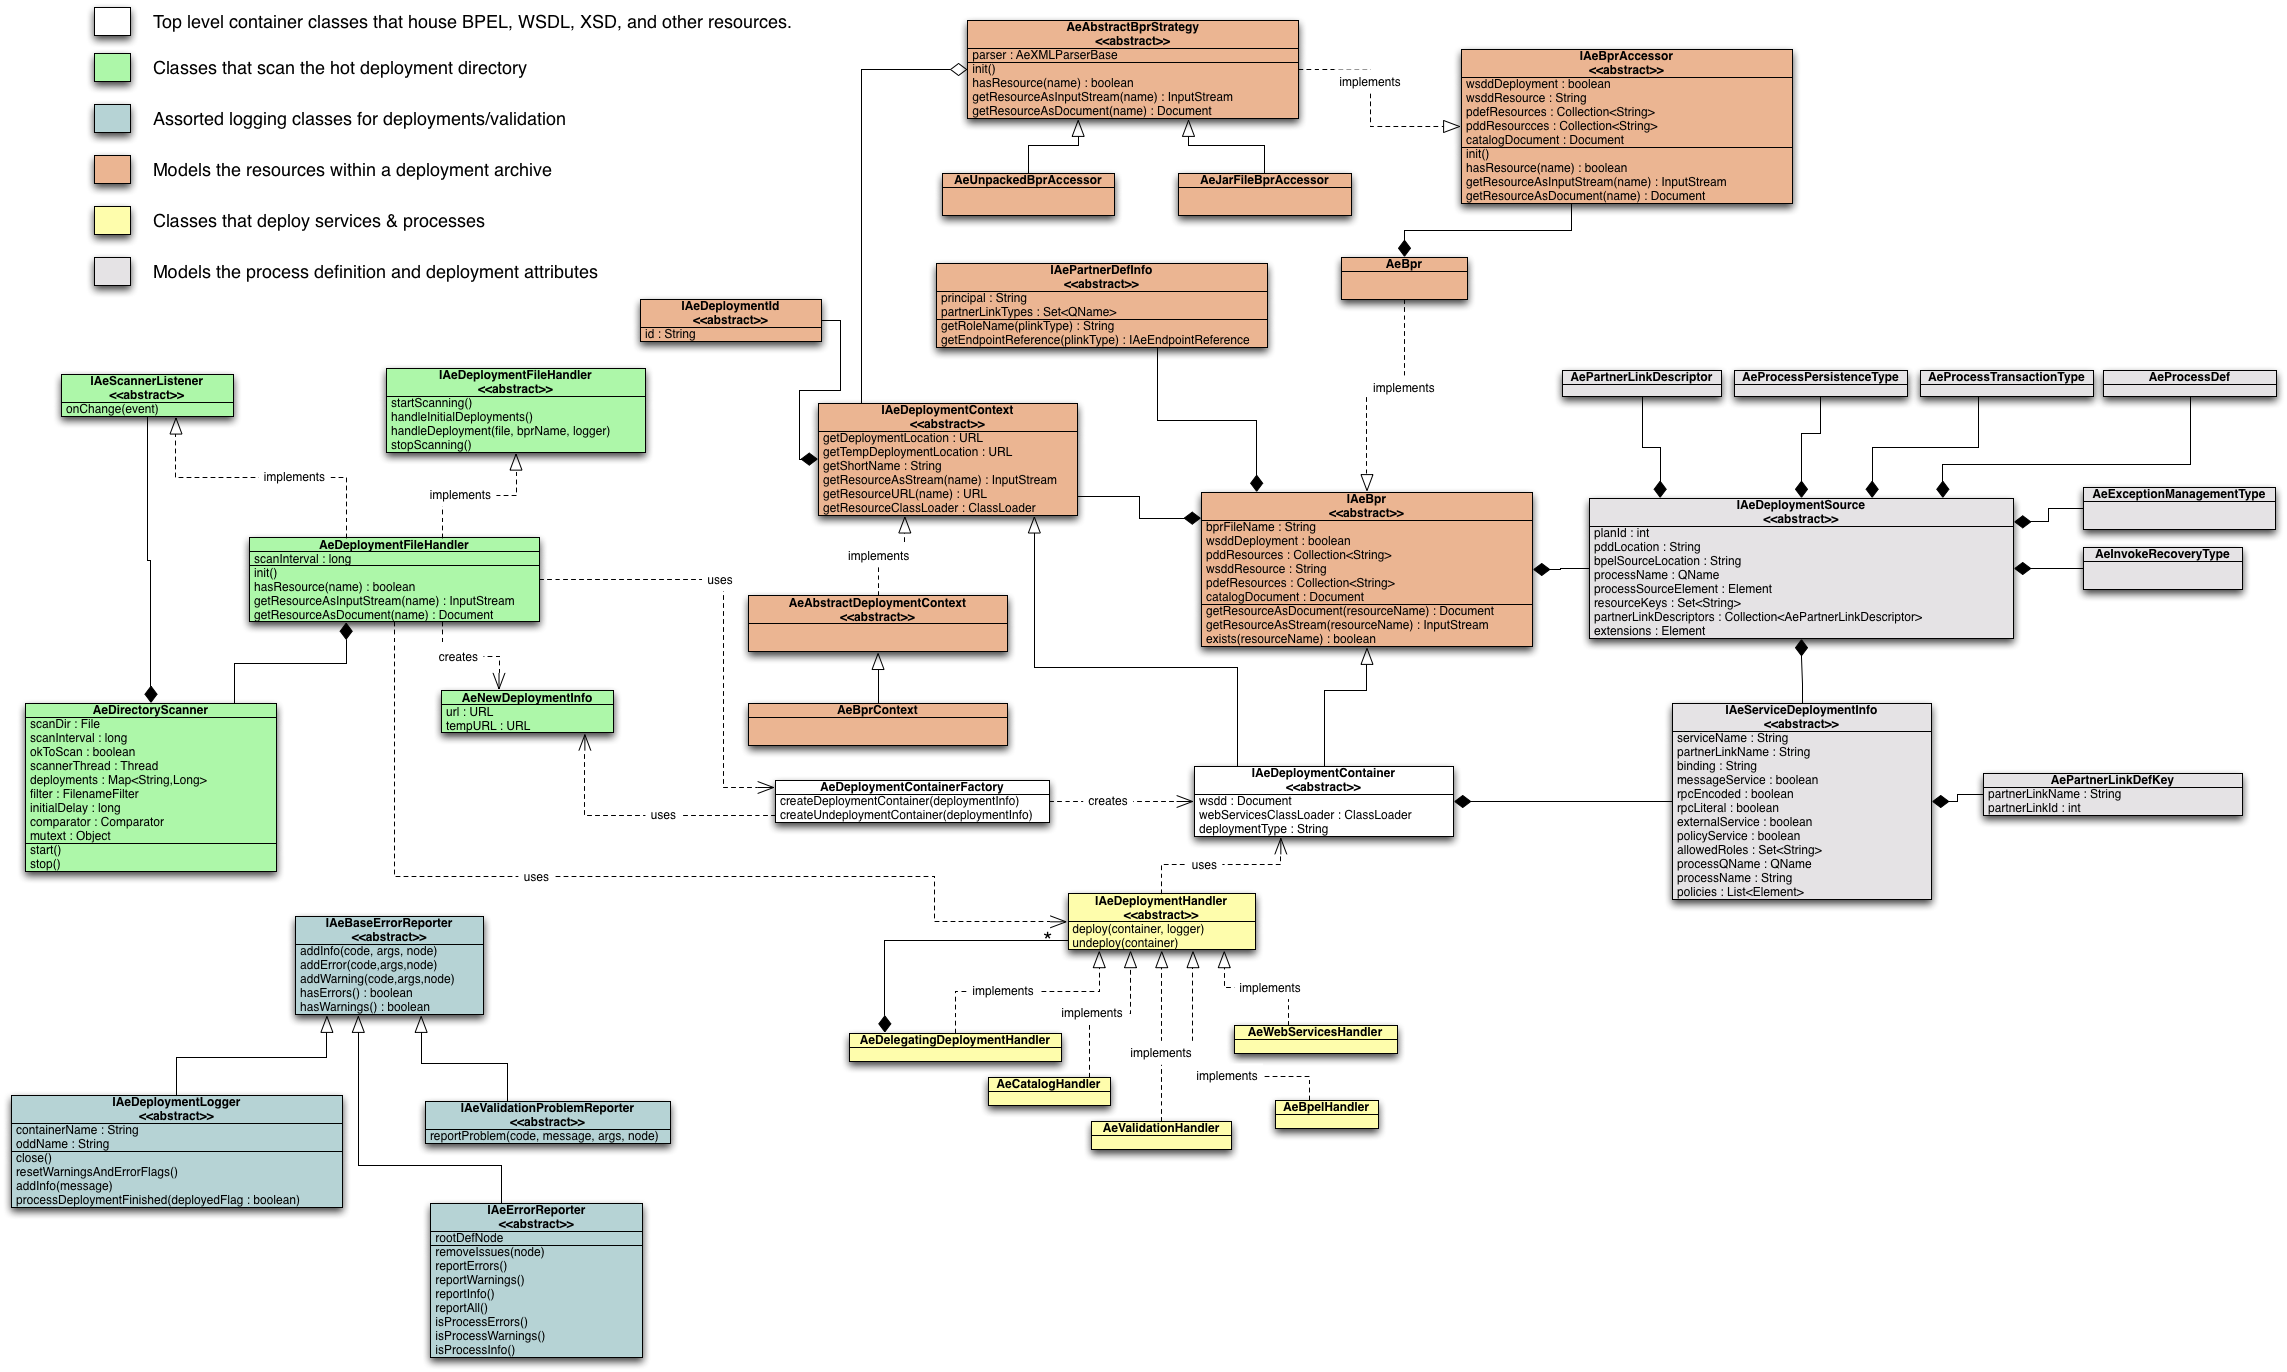 Top level container classes that house BPEL, WSDL, XSD, and other resources.
Classes that scan the hot deployment directory
Assorted logging classes for deployments/validation
Models the resources within a deployment archive
Classes that deploy services & processes
Models the process definition and deployment attributes
AeAbstractBprStrategy
<<abstract>>
parser : AeXMLParserBase
init()
hasResource(name) : boolean
getResourceAsInputStream(name) : InputStream
getResourceAsDocument(name) : Document
implements
IAeBprAccessor
<<abstract>>
wsddDeployment : boolean
wsddResource : String
pdefResources : Collection<String>
pddResourcces : Collection<String>
catalogDocument : Document
init()
hasResource(name) : boolean
getResourceAsInputStream(name) : InputStream
getResourceAsDocument(name) : Document
AeUnpackedBprAccessor
AeJarFileBprAccessor
AeBpr
implements
IAePartnerDefInfo
<<abstract>>
principal : String
partnerLinkTypes : Set<QName>
getRoleName(plinkType) : String
getEndpointReference(plinkType) : IAeEndpointReference
IAeDeploymentId
<<abstract>>
id : String
IAeScannerListener
<<abstract>>
onChange(event)
IAeDeploymentFileHandler
<<abstract>>
startScanning()
handleInitialDeployments()
handleDeployment(file, bprName, logger)
stopScanning()
implements
implements
IAeDeploymentContext
<<abstract>>
getDeploymentLocation : URL
getTempDeploymentLocation : URL
getShortName : String
getResourceAsStream(name) : InputStream
getResourceURL(name) : URL
getResourceClassLoader : ClassLoader
implements
AePartnerLinkDescriptor
AeProcessPersistenceType
AeProcessTransactionType
AeProcessDef
IAeBpr
<<abstract>>
bprFileName : String
wsddDeployment : boolean
pddResources : Collection<String>
wsddResource : String
pdefResources : Collection<String>
catalogDocument : Document
getResourceAsDocument(resourceName) : Document
getResourceAsStream(resourceName) : InputStream
exists(resourceName) : boolean
IAeDeploymentSource
<<abstract>>
planId : int
pddLocation : String
bpelSourceLocation : String
processName : QName
processSourceElement : Element
resourceKeys : Set<String>
partnerLinkDescriptors : Collection<AePartnerLinkDescriptor>
extensions : Element
AeExceptionManagementType
AeInvokeRecoveryType
AeDeploymentFileHandler
scanInterval : long
init()
hasResource(name) : boolean
getResourceAsInputStream(name) : InputStream
getResourceAsDocument(name) : Document
uses
creates
AeAbstractDeploymentContext
<<abstract>>
AeBprContext
AeNewDeploymentInfo
url : URL
tempURL : URL
AeDirectoryScanner
scanDir : File
scanInterval : long
okToScan : boolean
scannerThread : Thread
deployments : Map<String,Long>
filter : FilenameFilter
initialDelay : long
comparator : Comparator
mutext : Object
start()
stop()
AeDeploymentContainerFactory
createDeploymentContainer(deploymentInfo)
createUndeploymentContainer(deploymentInfo)
creates
uses
IAeDeploymentContainer
<<abstract>>
wsdd : Document
webServicesClassLoader : ClassLoader
deploymentType : String
IAeServiceDeploymentInfo
<<abstract>>
serviceName : String
partnerLinkName : String
binding : String
messageService : boolean
rpcEncoded : boolean
rpcLiteral : boolean
externalService : boolean
policyService : boolean
allowedRoles : Set<String>
processQName : QName
processName : String
policies : List<Element>
AePartnerLinkDefKey
partnerLinkName : String
partnerLinkId : int
uses
uses
IAeDeploymentHandler
<<abstract>>
deploy(container, logger)
undeploy(container)
*
implements
implements
implements
implements
implements
AeDelegatingDeploymentHandler
AeCatalogHandler
AeValidationHandler
AeBpelHandler
AeWebServicesHandler
IAeBaseErrorReporter
<<abstract>>
addInfo(code, args, node)
addError(code,args,node)
addWarning(code,args,node)
hasErrors() : boolean
hasWarnings() : boolean
IAeDeploymentLogger
<<abstract>>
containerName : String
oddName : String
close()
resetWarningsAndErrorFlags()
addInfo(message)
processDeploymentFinished(deployedFlag : boolean)
IAeValidationProblemReporter
<<abstract>>
reportProblem(code, message, args, node)
IAeErrorReporter
<<abstract>>
rootDefNode
removeIssues(node)
reportErrors()
reportWarnings()
reportInfo()
reportAll()
isProcessErrors()
isProcessWarnings()
isProcessInfo()